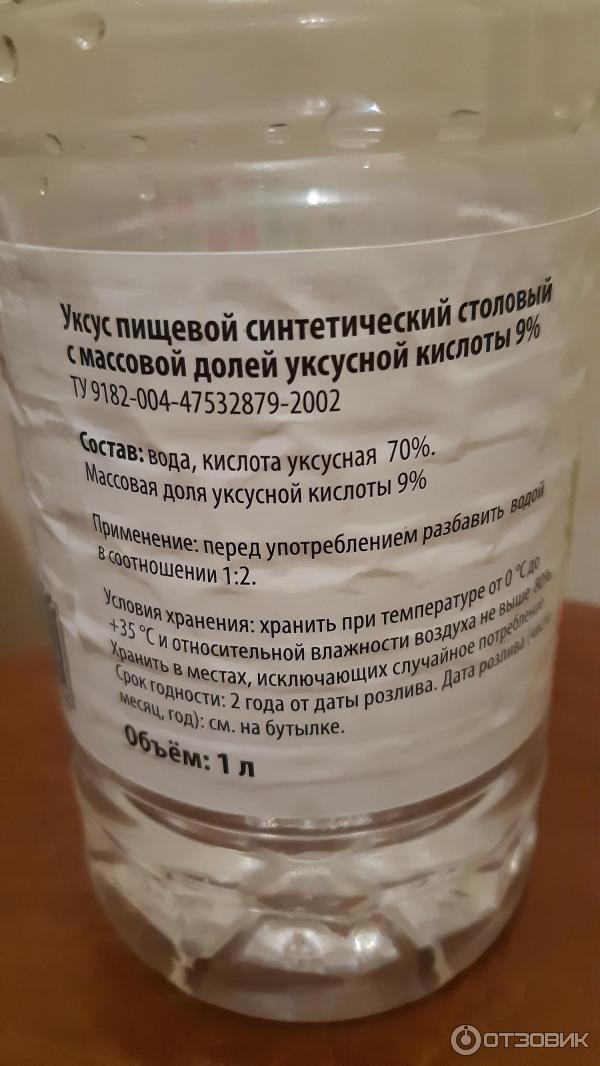 Уксус пищевой синтетический столовый
с массовой долей уксусной кислоты 9%
ТУ 9182-004-47532879-2002
Состав: вода, кислота уксусная 70%.
Массовая доля уксусной кислоты 9%
Применение: перед употреблением разбавить водой
в соотношении 1:2.
Условия хранения: хранить при температуре от 0 °С до
+35 °С и относительной влажности воздуха не выше 80%
Хранить в местах, исключающих случайное потребление
Срок годности: 2 года от даты розлива. Дата розлива (число,
месяц, год): см. на бутылке.
Объём: 1 л
ОТЗОВИК